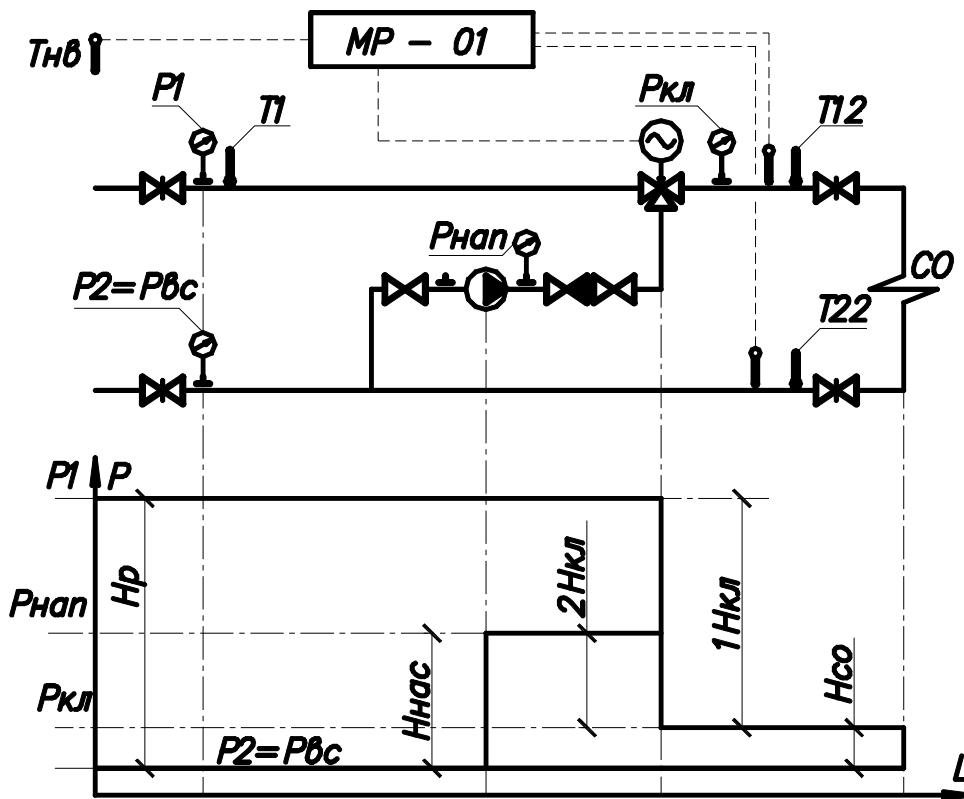 МР – 01
Тнв
Р1
Т1
Ркл
Т12
Рнап
СО
Р2=Рвс
Т22
Р1
Р
Нр
2Нкл
1Нкл
Рнап
Ннас
Нсо
Ркл
Р2=Рвс
L